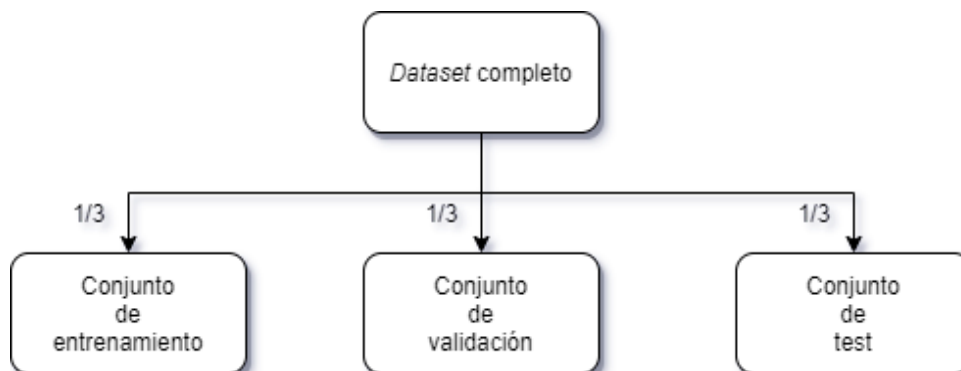 Dataset completo
1/3
1/3
1/3
Conjunto
de
entrenamiento
Conjunto
de
validación
Conjunto
de
test